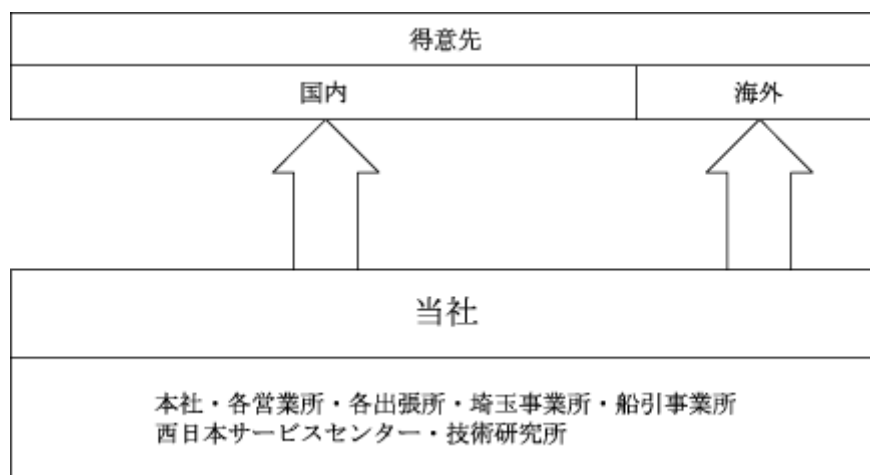 得意先
国内
海外
当社
本社・各営業所・各出張所・埼玉事業所・船引事業所
西日本サービスセンター・技術研究所